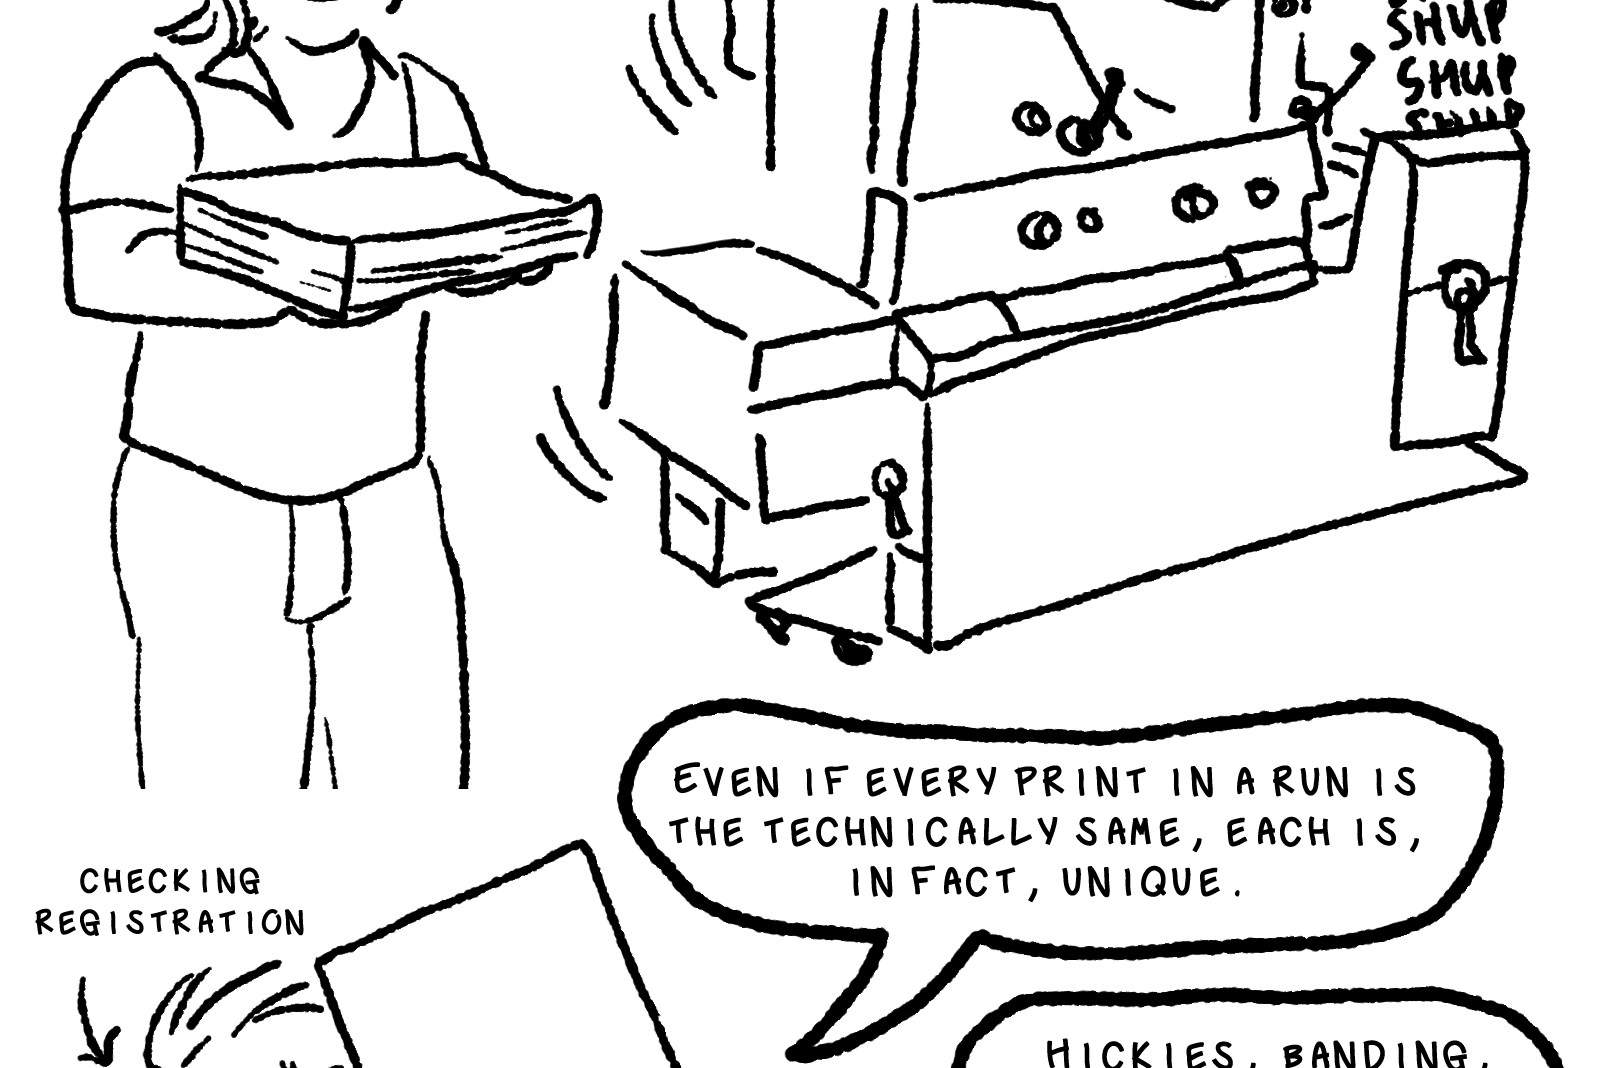 SHUP
SHUP
SHUP
EVEN IF EVERY PRINT IN A RUN IS
THE TECHNICALLY SAME, EACH IS,
IN FACT, UNIQUE.
CHECKING
REGISTRATION
HICKIES, BANDING,